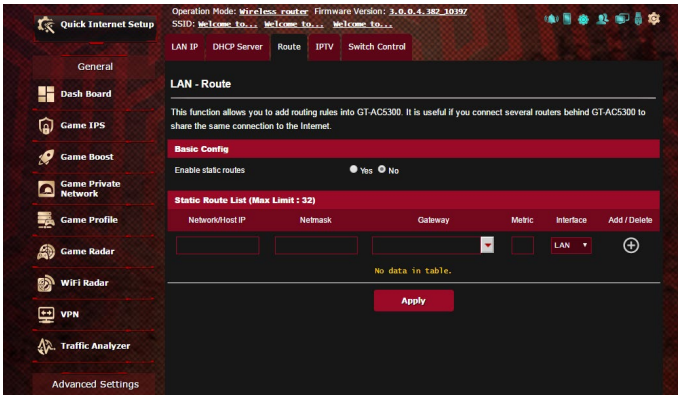 Quick Internet Setup
Operation Mode: Wireless router Firmware Version: 3.0.0.4.382_10397
SSID: Welcome to... Welcome to... Welcome to...
LAN IP DHCP Server Route IPTV Switch Control
General
Dash Board
Game IPS
Game Boost
Game Private
Network
Game Profile
Game Radar
WiFi Radar
VPN
Traffic Analyzer
Advanced Settings
LAN - Route
This function allows you to add routing rules into GT-AC5300. It is useful if you connect several routers behind GT-AC5300 to
share the same connection to the Internet.
Basic Config
Enable static routes Yes No
Static Route List (Max Limit : 32)
Network/Host IP Netmask Gateway Metric Interface Add / Delete
LAN
No data in table.
Apply